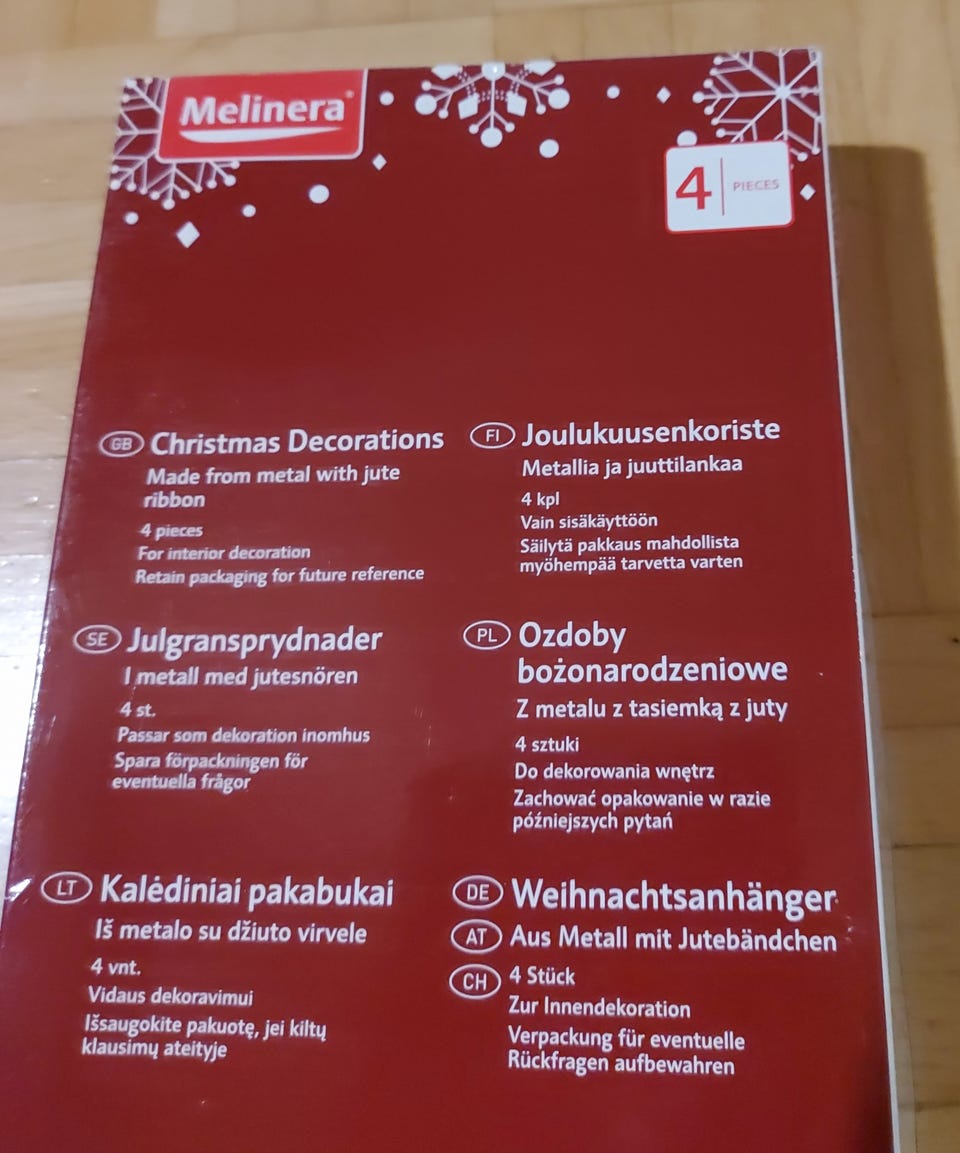 Melinera®
4 PIECES
GB Christmas Decorations
Made from metal with jute
ribbon
4 pieces
For interior decoration
Retain packaging for future reference
FI Joulukuusenkoriste
Metallia ja juuttilankaa
4 kpl
Vain sisäkäyttöön
Säilytä pakkaus mahdollista
myöhempää tarvetta varten
SE Julgransprydnader
I metall med jutesnören
4 st.
Passar som dekoration inomhus
Spara förpackningen för
eventuella frågor
PL Ozdoby
bożonarodzeniowe
Z metalu z tasiemką z juty
4 sztuki
Do dekorowania wnętrz
Zachować opakowanie w razie
późniejszych pytań
LT Kalėdiniai pakabukai
Iš metalo su džiuto virvele
4 vnt.
Vidaus dekoravimui
Išsaugokite pakuotę, jei kiltų
klausimų ateityje
DE Weihnachtsanhänger
AT Aus Metall mit Jutebändchen
CH 4 Stück
Zur Innendekoration
Verpackung für eventuelle
Rückfragen aufbewahren